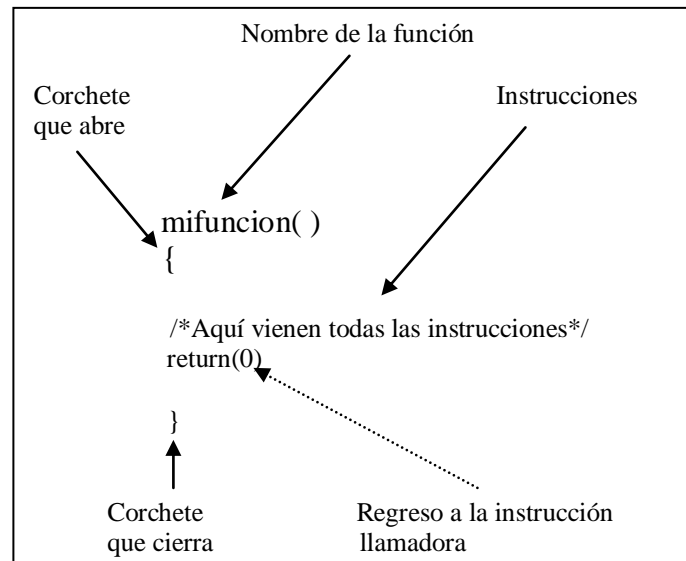 Nombre de la función
Corchete
que abre
Instrucciones
mifuncion( )
{
/*Aquí vienen todas las instrucciones*/
return(0)
}
Corchete
que cierra
Regreso a la instrucción
llamadora